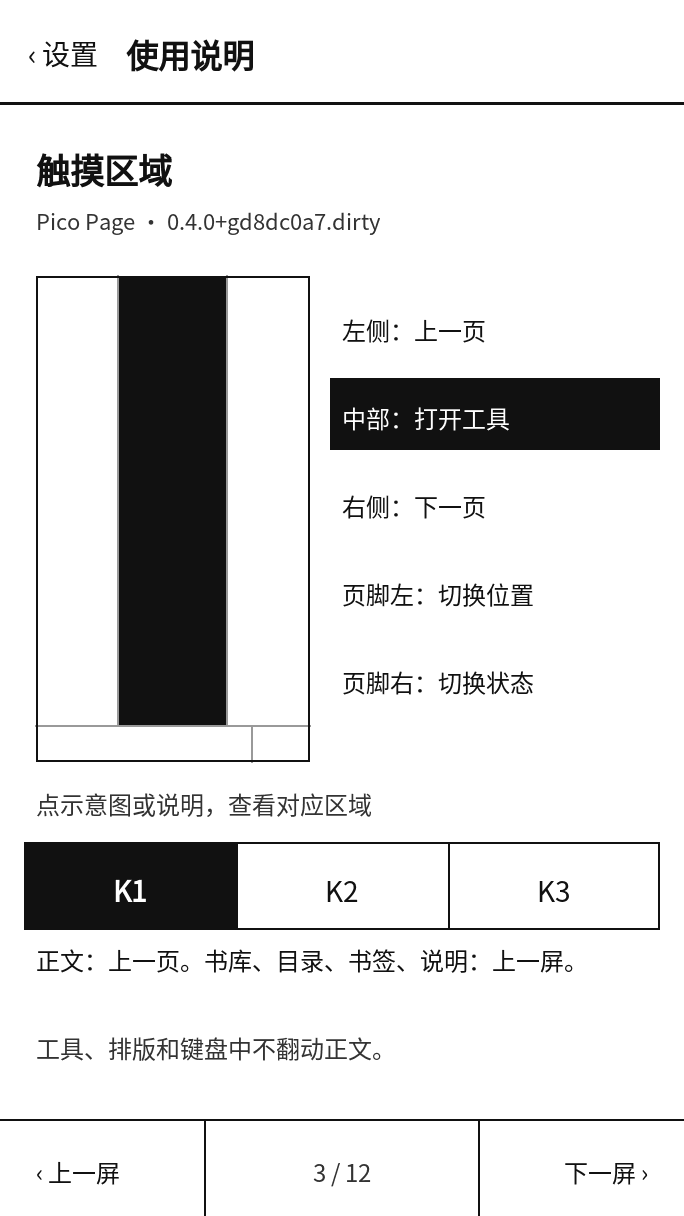 ‹ 设置 使用说明
触摸区域
Pico Page · 0.4.0+gd8dc0a7.dirty
左侧：上一页
中部：打开工具
右侧：下一页
页脚左：切换位置
页脚右：切换状态
点示意图或说明，查看对应区域
K1 K2 K3
正文：上一页。书库、目录、书签、说明：上一屏。
工具、排版和键盘中不翻动正文。
‹ 上一屏 3 / 12 下一屏 ›